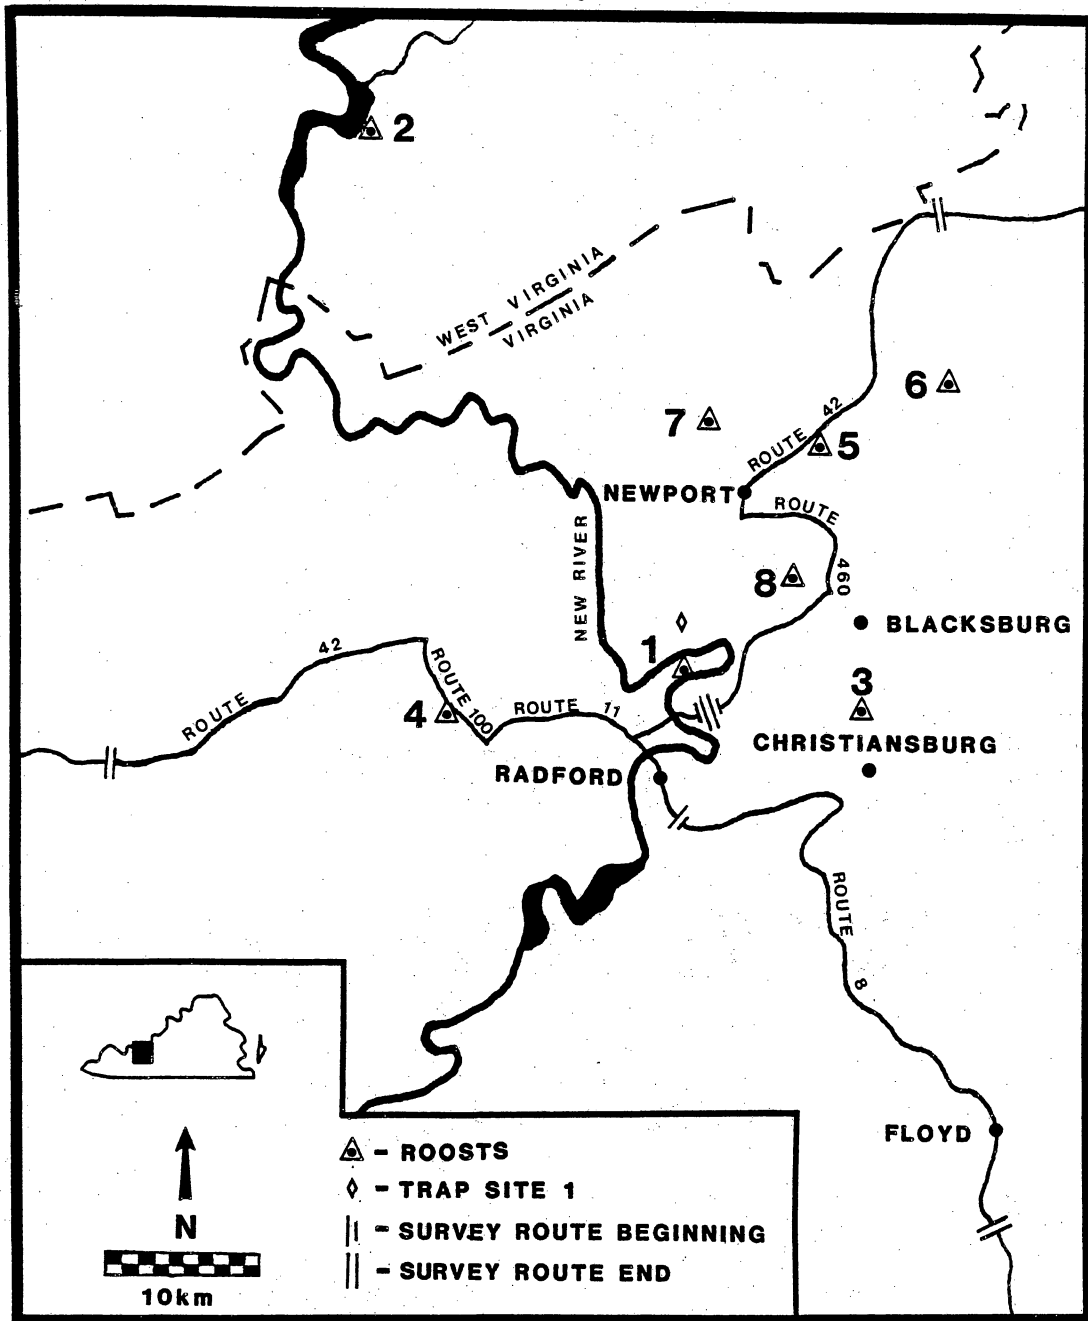 2
WEST VIRGINIA
VIRGINIA
6
7
ROUTE 42
5
NEWPORT
ROUTE 460
NEW RIVER
8
BLACKSBURG
1
ROUTE 42
ROUTE 100
4
ROUTE 11
3
CHRISTIANSBURG
RADFORD
ROUTE 8
FLOYD
N
10km
- ROOSTS
- TRAP SITE 1
- SURVEY ROUTE BEGINNING
- SURVEY ROUTE END